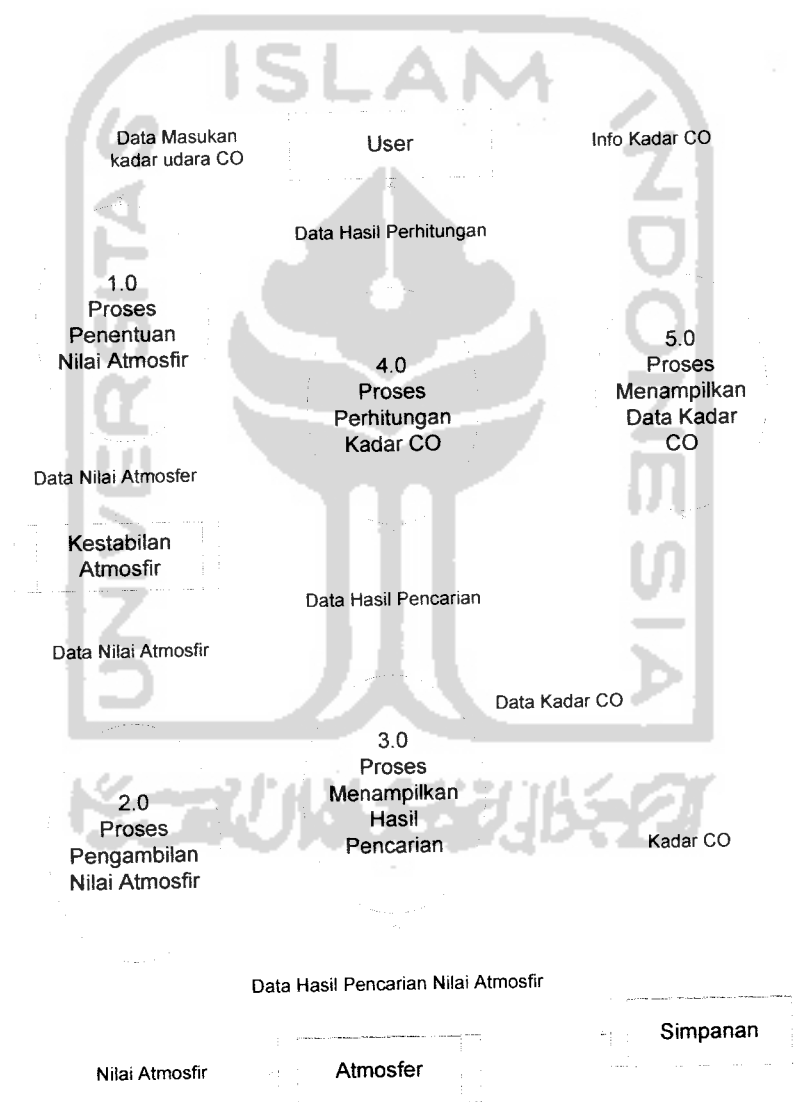 ISLAM
UNIVERSITAS
INDONESIA
Data Masukan
kadar udara CO
User
Info Kadar CO
Data Hasil Perhitungan
1.0
Proses
Penentuan
Nilai Atmosfir
4.0
Proses
Perhitungan
Kadar CO
5.0
Proses
Menampilkan
Data Kadar
CO
Data Nilai Atmosfer
Kestabilan
Atmosfir
Data Hasil Pencarian
Data Nilai Atmosfir
Data Kadar CO
3.0
Proses
Menampilkan
Hasil
Pencarian
2.0
Proses
Pengambilan
Nilai Atmosfir
Kadar CO
Data Hasil Pencarian Nilai Atmosfir
Simpanan
Nilai Atmosfir
Atmosfer